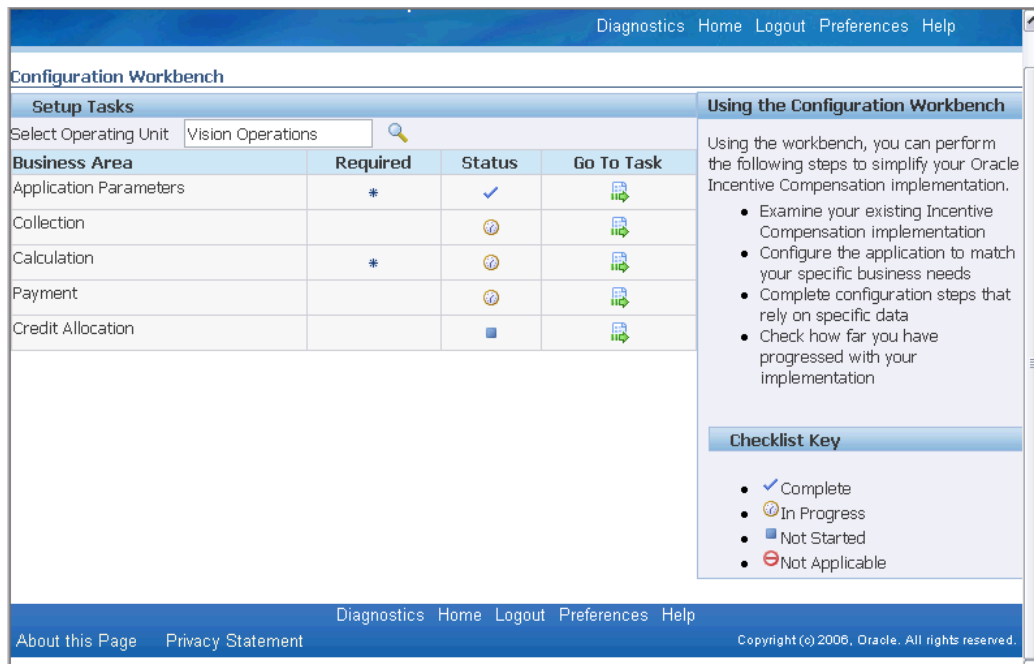 Diagnostics Home Logout Preferences Help
Configuration Workbench
Setup Tasks
Select Operating Unit Vision Operations
Business Area Required Status Go To Task
Application Parameters *
Collection
Calculation *
Payment
Credit Allocation
Using the Configuration Workbench
Using the workbench, you can perform
the following steps to simplify your Oracle
Incentive Compensation implementation.
• Examine your existing Incentive
Compensation implementation
• Configure the application to match
your specific business needs
• Complete configuration steps that
rely on specific data
• Check how far you have
progressed with your
implementation
Checklist Key
• Complete
• In Progress
• Not Started
• Not Applicable
Diagnostics Home Logout Preferences Help
About this Page Privacy Statement
Copyright (c) 2006, Oracle. All rights reserved.